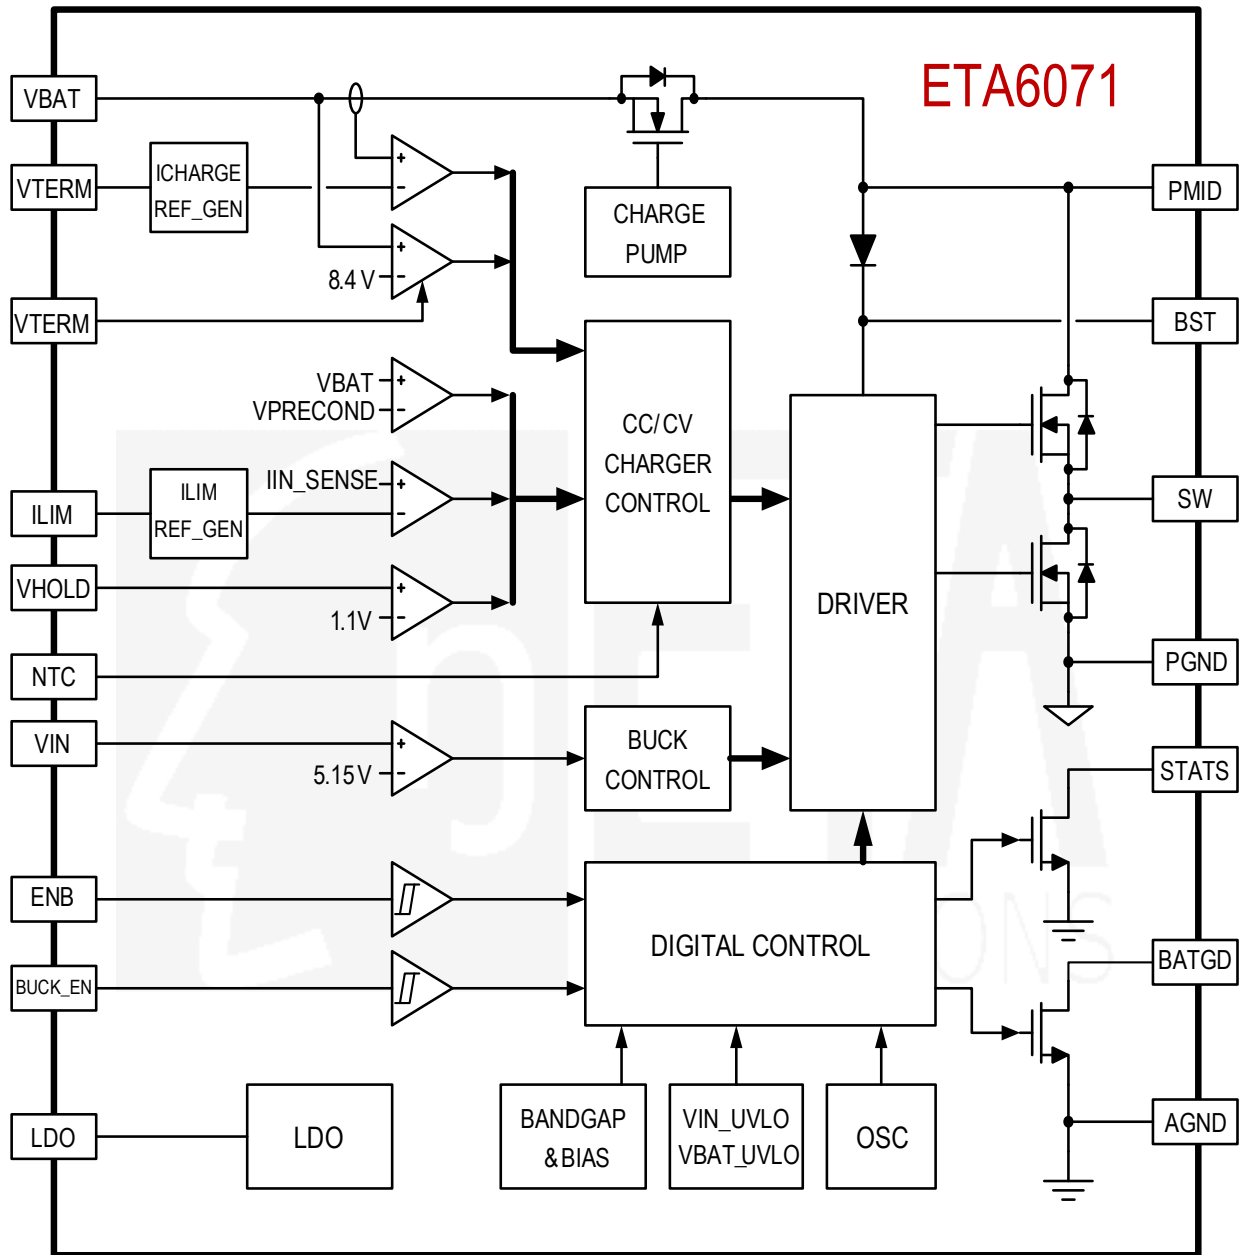 ETA6071
VBAT
VTERM
ICHARGE
REF_GEN
+
-
CHARGE
PUMP
PMID
+
8.4 V
-
VTERM
BST
VBAT
+
VPRECOND
-
CC/CV
CHARGER
CONTROL
IIN_SENSE
+
-
ILIM
ILIM
REF_GEN
SW
VHOLD
+
1.1V
-
DRIVER
NTC
PGND
VIN
+
5.15V
-
BUCK
CONTROL
STATS
ENB
DIGITAL CONTROL
BUCK_EN
BATGD
LDO
LDO
BANDGAP
&BIAS
VIN_UVLO
VBAT_UVLO
OSC
AGND
ETA
ONS